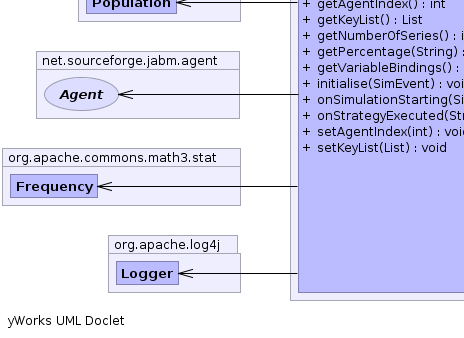 Population
+ getAgentIndex() : int
+ getKeyList() : List
+ getNumberOfSeries() : i
+ getPercentage(String) :
+ getVariableBindings() :
+ initialise(SimEvent) : voi
+ onSimulationStarting(Si
+ onStrategyExecuted(Str
+ setAgentIndex(int) : void
+ setKeyList(List) : void
net.sourceforge.jabm.agent
Agent
org.apache.commons.math3.stat
Frequency
org.apache.log4j
Logger
yWorks UML Doclet